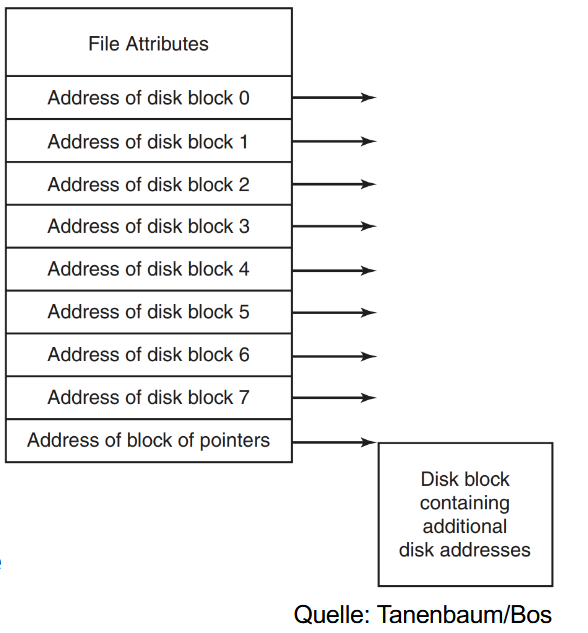 File Attributes
Address of disk block 0
Address of disk block 1
Address of disk block 2
Address of disk block 3
Address of disk block 4
Address of disk block 5
Address of disk block 6
Address of disk block 7
Address of block of pointers
Disk block
containing
additional
disk addresses
Quelle: Tanenbaum/Bos